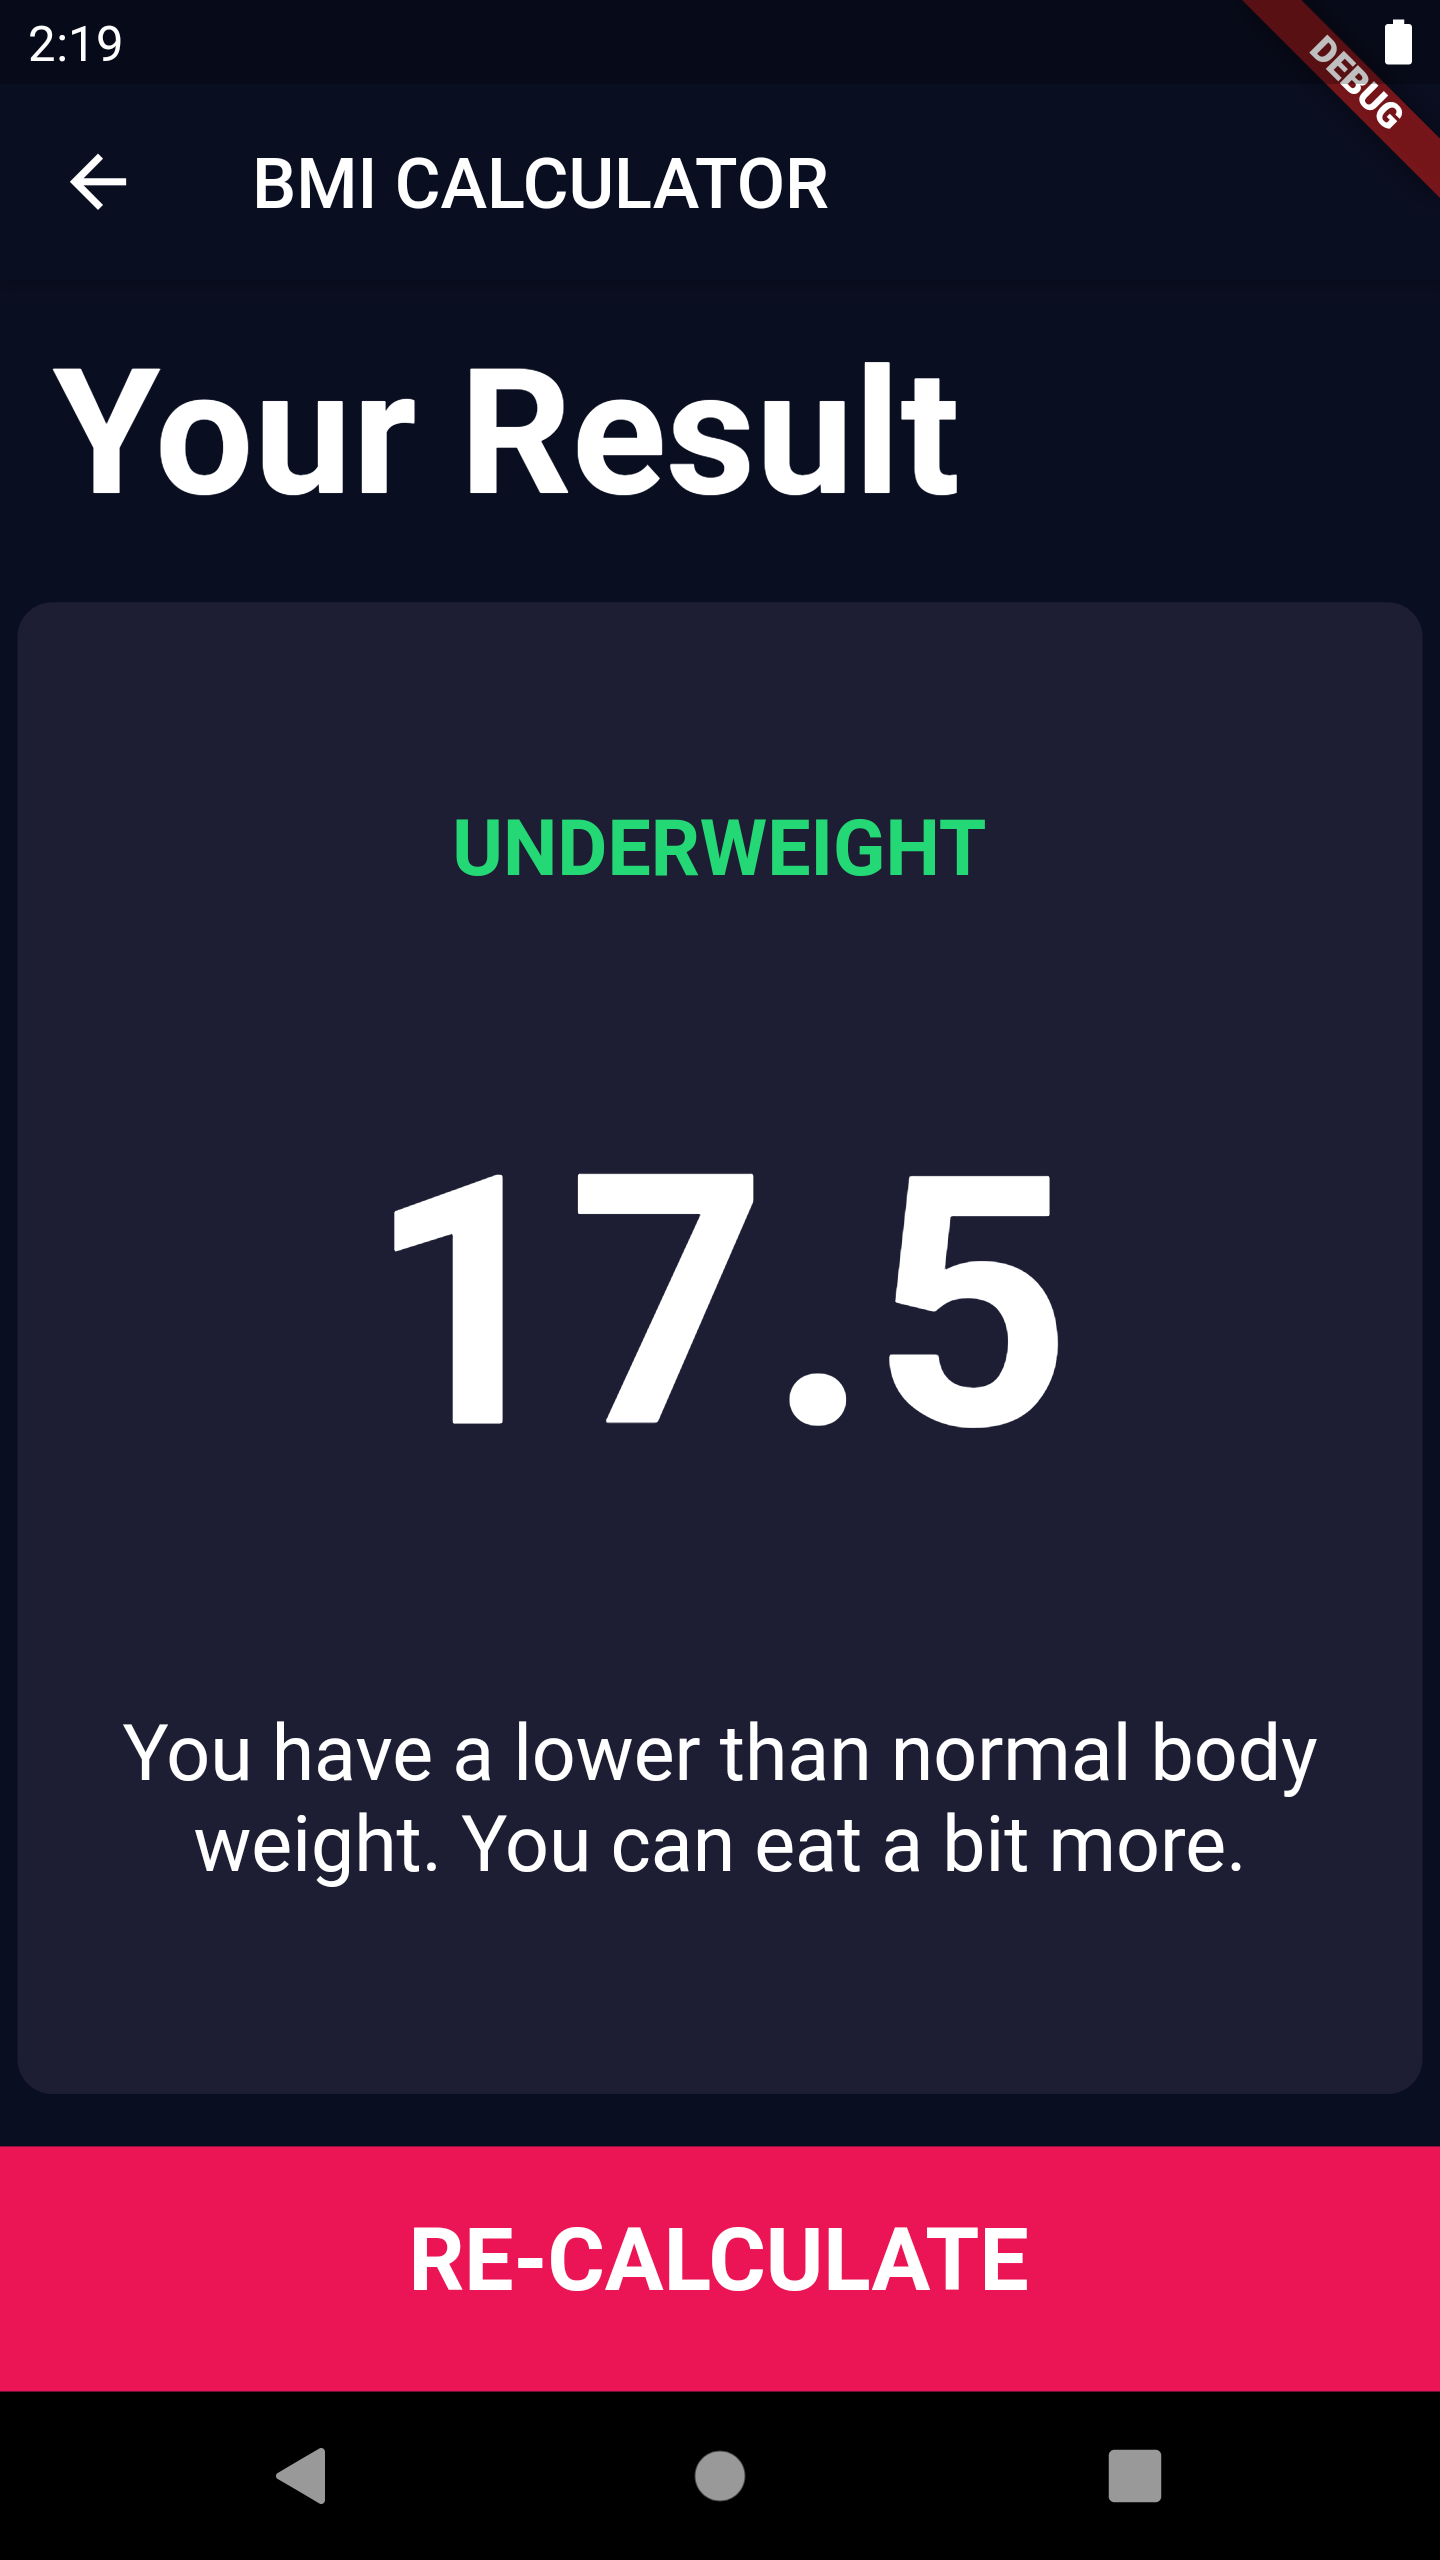 2:19
DEBUG
BMI CALCULATOR
Your Result
UNDERWEIGHT
17.5
You have a lower than normal body
weight. You can eat a bit more.
RE-CALCULATE